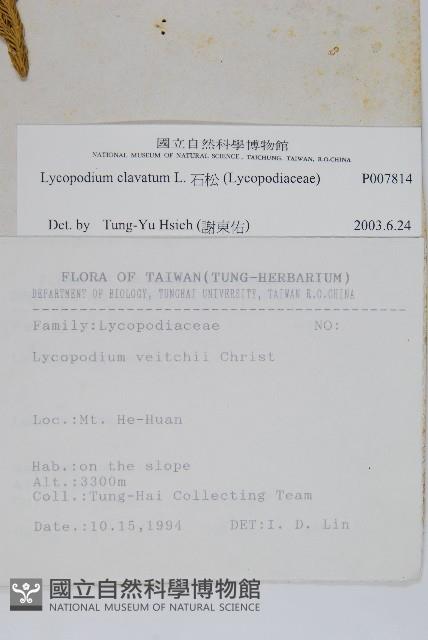 國立自然科學博物館
NATIONAL MUSEUM OF NATURAL SCIENCE, TAICHUNG, TAIWAN, R.O.CHINA
Lycopodium clavatum L. 石松 (Lycopodiaceae) P007814
Det. by Tung-Yu Hsieh (謝東佑) 2003.6.24
FLORA OF TAIWAN(TUNG-HERBARIUM)
DEPARTMENT OF BIOLOGY, TUNGHAI UNIVERSITY, TAIWAN R.O.CHINA
Family:Lycopodiaceae NO:
Lycopodium veitchii Christ
Loc.:Mt. He-Huan
Hab.:on the slope
Alt.:3300m
Coll.:Tung-Hai Collecting Team
Date.:10.15,1994 DET:I. D. Lin
國立自然科學博物館
NATIONAL MUSEUM OF NATURAL SCIENCE